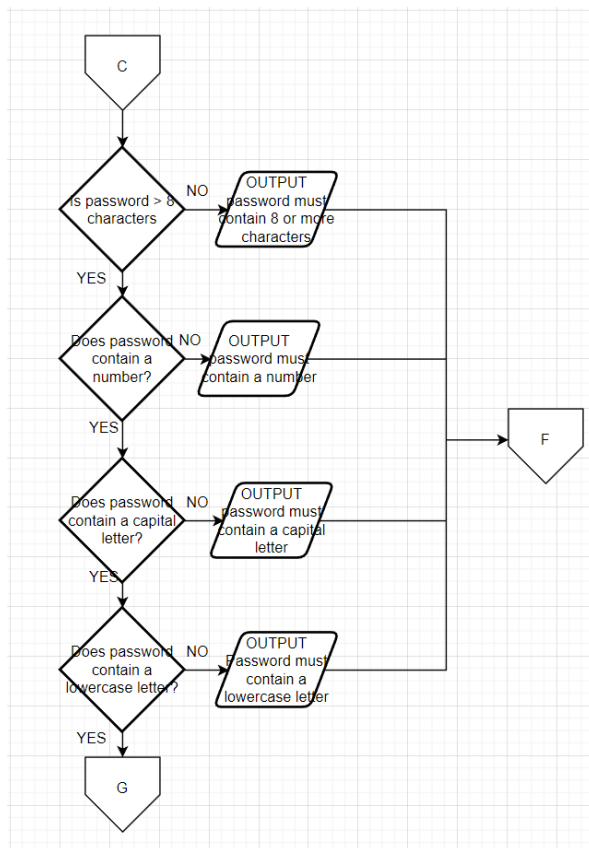 C
Is password > 8
characters
NO
OUTPUT
password must
contain 8 or more
characters
YES
Does password
contain a
number?
NO
OUTPUT
password must
contain a number
YES
F
Does password
contain a capital
letter?
NO
OUTPUT
password must
contain a capital
letter
YES
Does password
contain a
lowercase letter?
NO
OUTPUT
Password must
contain a
lowercase letter
YES
G